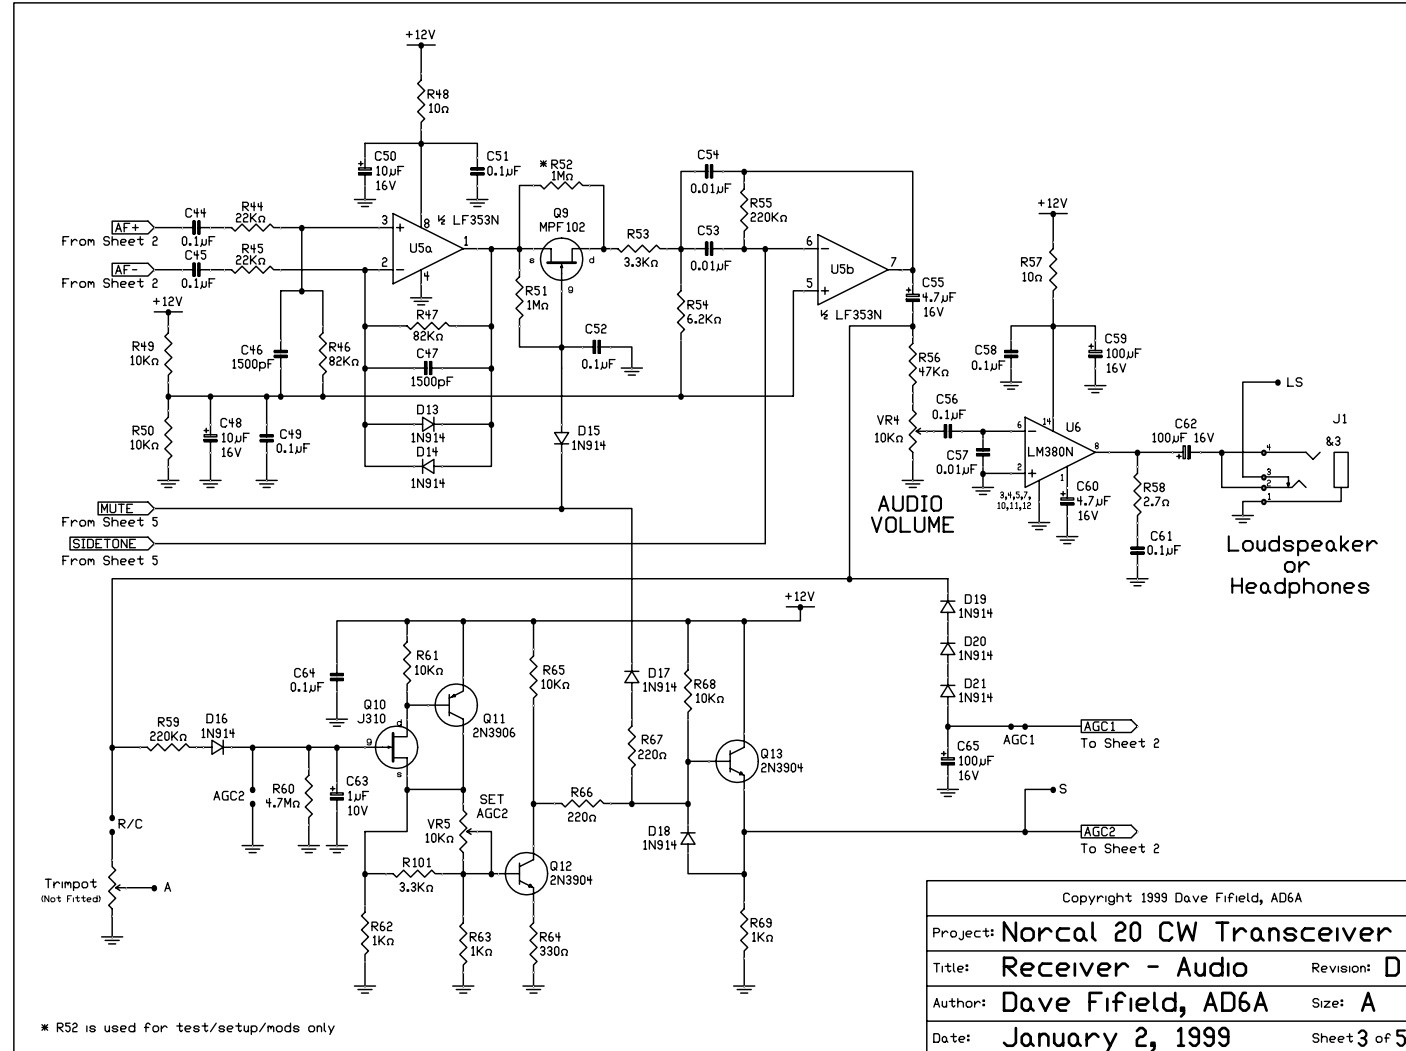 +12V
R48
10Ω
C50
10µF
16V
C51
0.1µF
* R52
1MΩ
C54
0.01µF
R55
220KΩ
Q9
MPF102
s
d
g
AF+
From Sheet 2
C44
0.1µF
R44
22KΩ
3
+
8
½ LF353N
U5a
1
AF-
From Sheet 2
C45
0.1µF
R45
22KΩ
2
−
4
R53
3.3KΩ
C53
0.01µF
6
−
U5b
7
5
+
½ LF353N
+12V
R57
10Ω
C55
4.7µF
16V
+12V
R49
10KΩ
C46
1500pF
R46
82KΩ
R47
82KΩ
C47
1500pF
R51
1MΩ
C52
0.1µF
R54
6.2KΩ
R56
47KΩ
C58
0.1µF
C59
100µF
16V
LS
R50
10KΩ
C48
10µF
16V
C49
0.1µF
D13
1N914
D14
1N914
D15
1N914
VR4
10KΩ
C56
0.1µF
C57
0.01µF
6
−
14
U6
LM380N
8
2
+
1
3,4,5,7,
10,11,12
C60
4.7µF
16V
C62
100µF 16V
R58
2.7Ω
C61
0.1µF
J1
&3
4
3
2
1
AUDIO
VOLUME
Loudspeaker
or
Headphones
MUTE
From Sheet 5
SIDETONE
From Sheet 5
+12V
D19
1N914
D20
1N914
D21
1N914
C64
0.1µF
R61
10KΩ
Q10
J310
d
g
s
Q11
2N3906
R65
10KΩ
D17
1N914
R67
220Ω
R68
10KΩ
Q13
2N3904
AGC1
AGC1
To Sheet 2
C65
100µF
16V
R59
220KΩ
D16
1N914
AGC2
R60
4.7MΩ
C63
1µF
10V
SET
AGC2
VR5
10KΩ
R66
220Ω
D18
1N914
S
AGC2
To Sheet 2
R/C
Trimpot
(Not Fitted)
A
R101
3.3KΩ
Q12
2N3904
R62
1KΩ
R63
1KΩ
R64
330Ω
R69
1KΩ
* R52 is used for test/setup/mods only
Copyright 1999 Dave Fifield, AD6A
Project: Norcal 20 CW Transceiver
Title: Receiver - Audio Revision: D
Author: Dave Fifield, AD6A Size: A
Date: January 2, 1999 Sheet 3 of 5